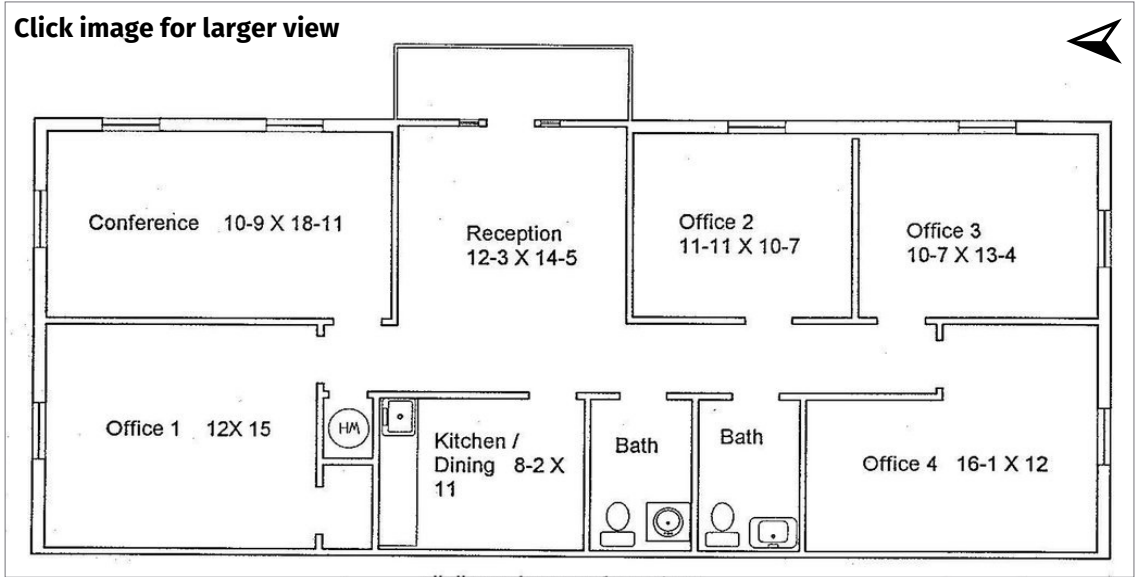 Click image for larger view
Conference 10-9 X 18-11
Reception
12-3 X 14-5
Office 2
11-11 X 10-7
Office 3
10-7 X 13-4
Office 1 12X 15
WH
Kitchen /
Dining 8-2 X
11
Bath
Bath
Office 4 16-1 X 12